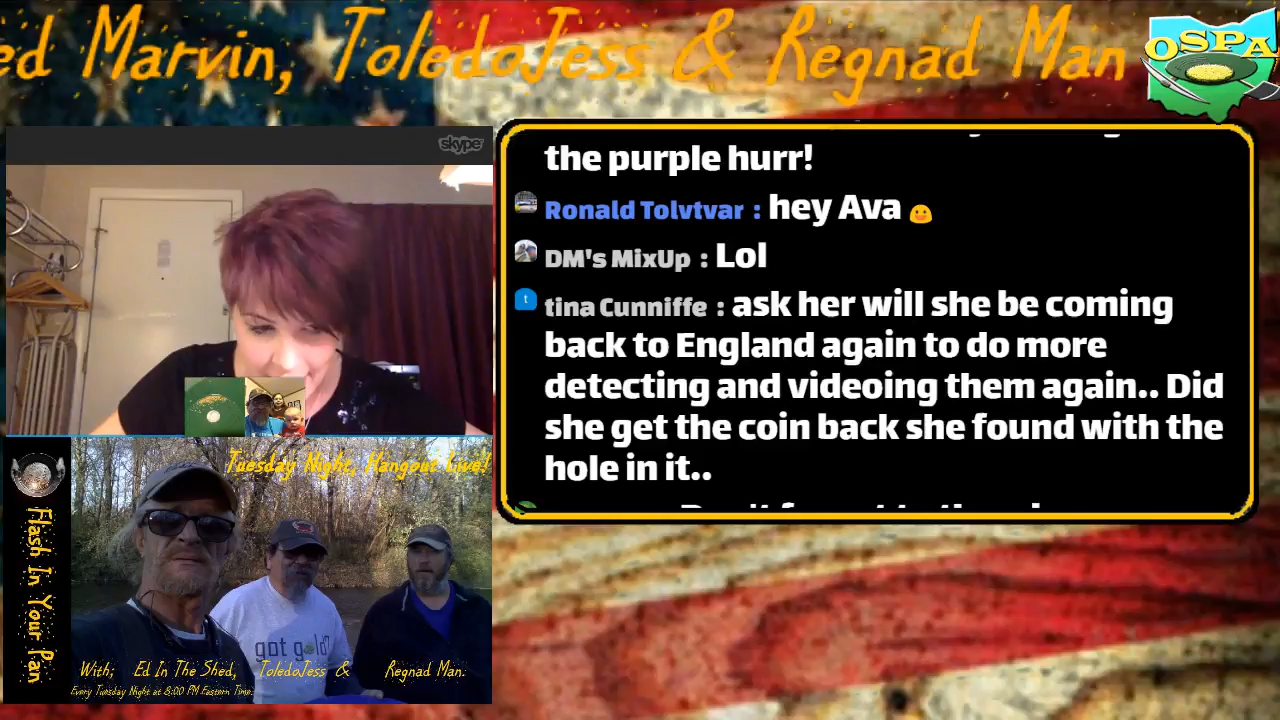 ed Marvin, ToledoJess & Regnad Man
OSPA
skype
the purple hurr!
Ronald Tolvtvar : hey Ava
DM's MixUp : Lol
t
tina Cunniffe : ask her will she be coming
back to England again to do more
detecting and videoing them again.. Did
she get the coin back she found with the
hole in it..
Tuesday Night, Hangout Live!
Flash In Your Pan
got gold?
With; Ed In The Shed, ToledoJess & Regnad Man.
Every Tuesday Night at 8:00 PM Eastern Time.